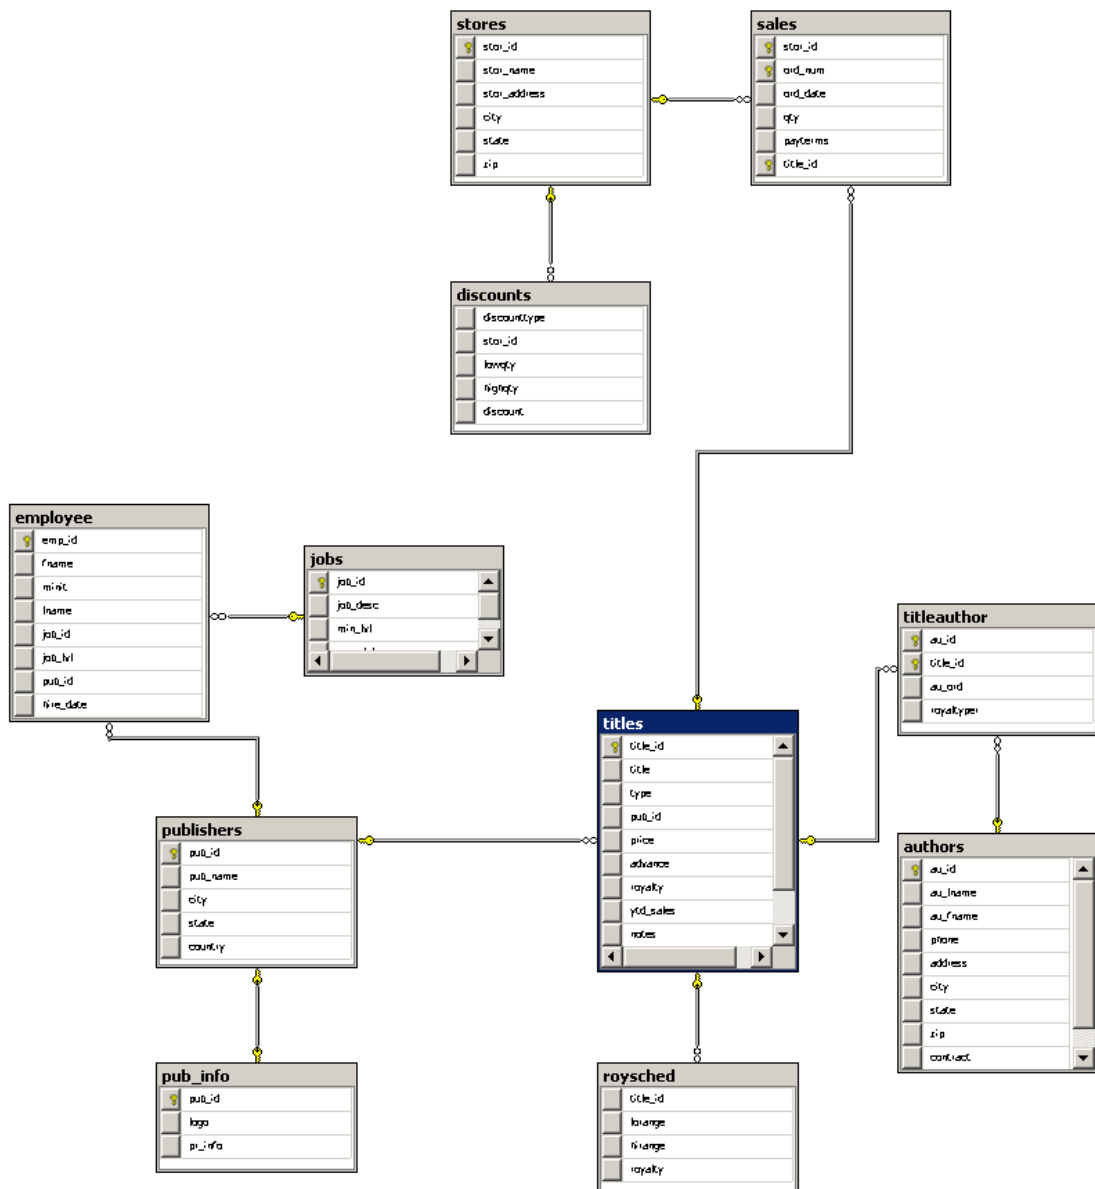 stores
stor_id
stor_name
stor_address
city
state
zip
sales
stor_id
ord_num
ord_date
qty
payterms
title_id
discounts
discounttype
stor_id
lowqty
highqty
discount
employee
emp_id
fname
minit
lname
job_id
job_lvl
pub_id
hire_date
jobs
job_id
job_desc
min_lvl
titleauthor
au_id
title_id
au_ord
royaltyper
titles
title_id
title
type
pub_id
price
advance
royalty
ytd_sales
notes
publishers
pub_id
pub_name
city
state
country
authors
au_id
au_lname
au_fname
phone
address
city
state
zip
contract
pub_info
pub_id
logo
pr_info
roysched
title_id
lorange
hirange
royalty